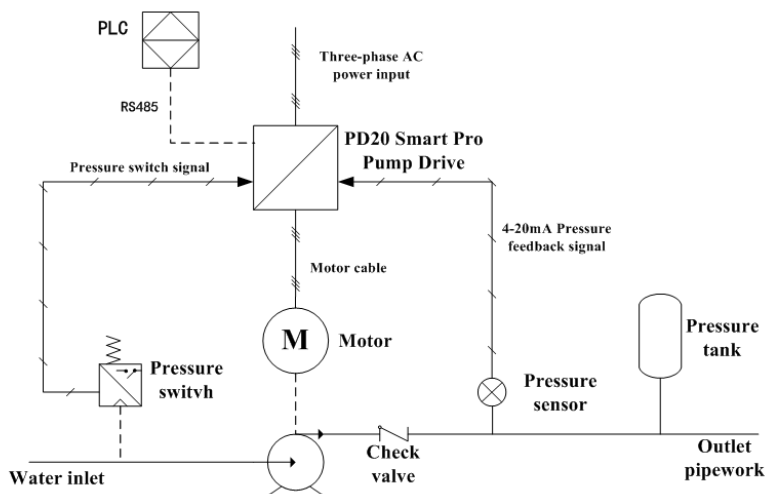 PLC
Three-phase AC
power input
RS485
PD20 Smart Pro
Pump Drive
Pressure switch signal
4-20mA Pressure
feedback signal
Motor cable
M
Motor
Pressure
tank
Pressure
switvh
Pressure
sensor
Check
valve
Outlet
pipework
Water inlet